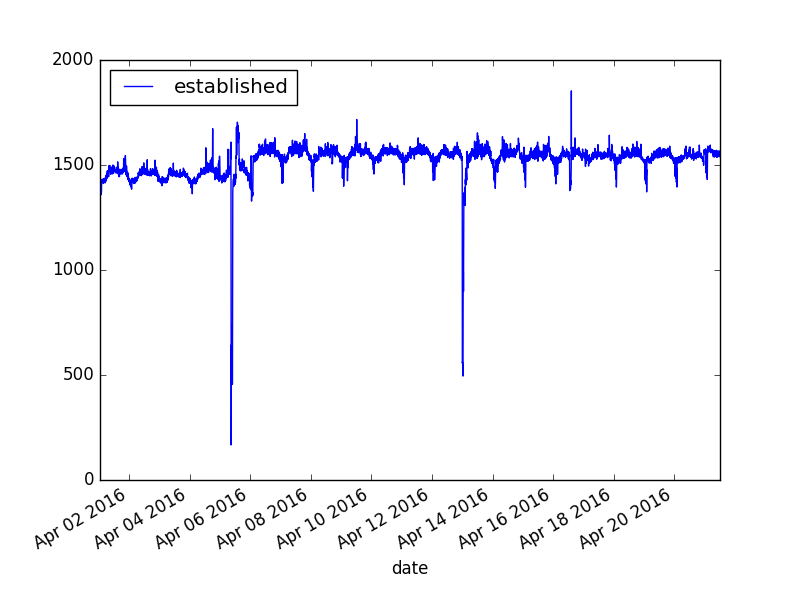 2000
established
1500
1000
500
0
Apr 02 2016
Apr 04 2016
Apr 06 2016
Apr 08 2016
Apr 10 2016
Apr 12 2016
Apr 14 2016
Apr 16 2016
Apr 18 2016
Apr 20 2016
date